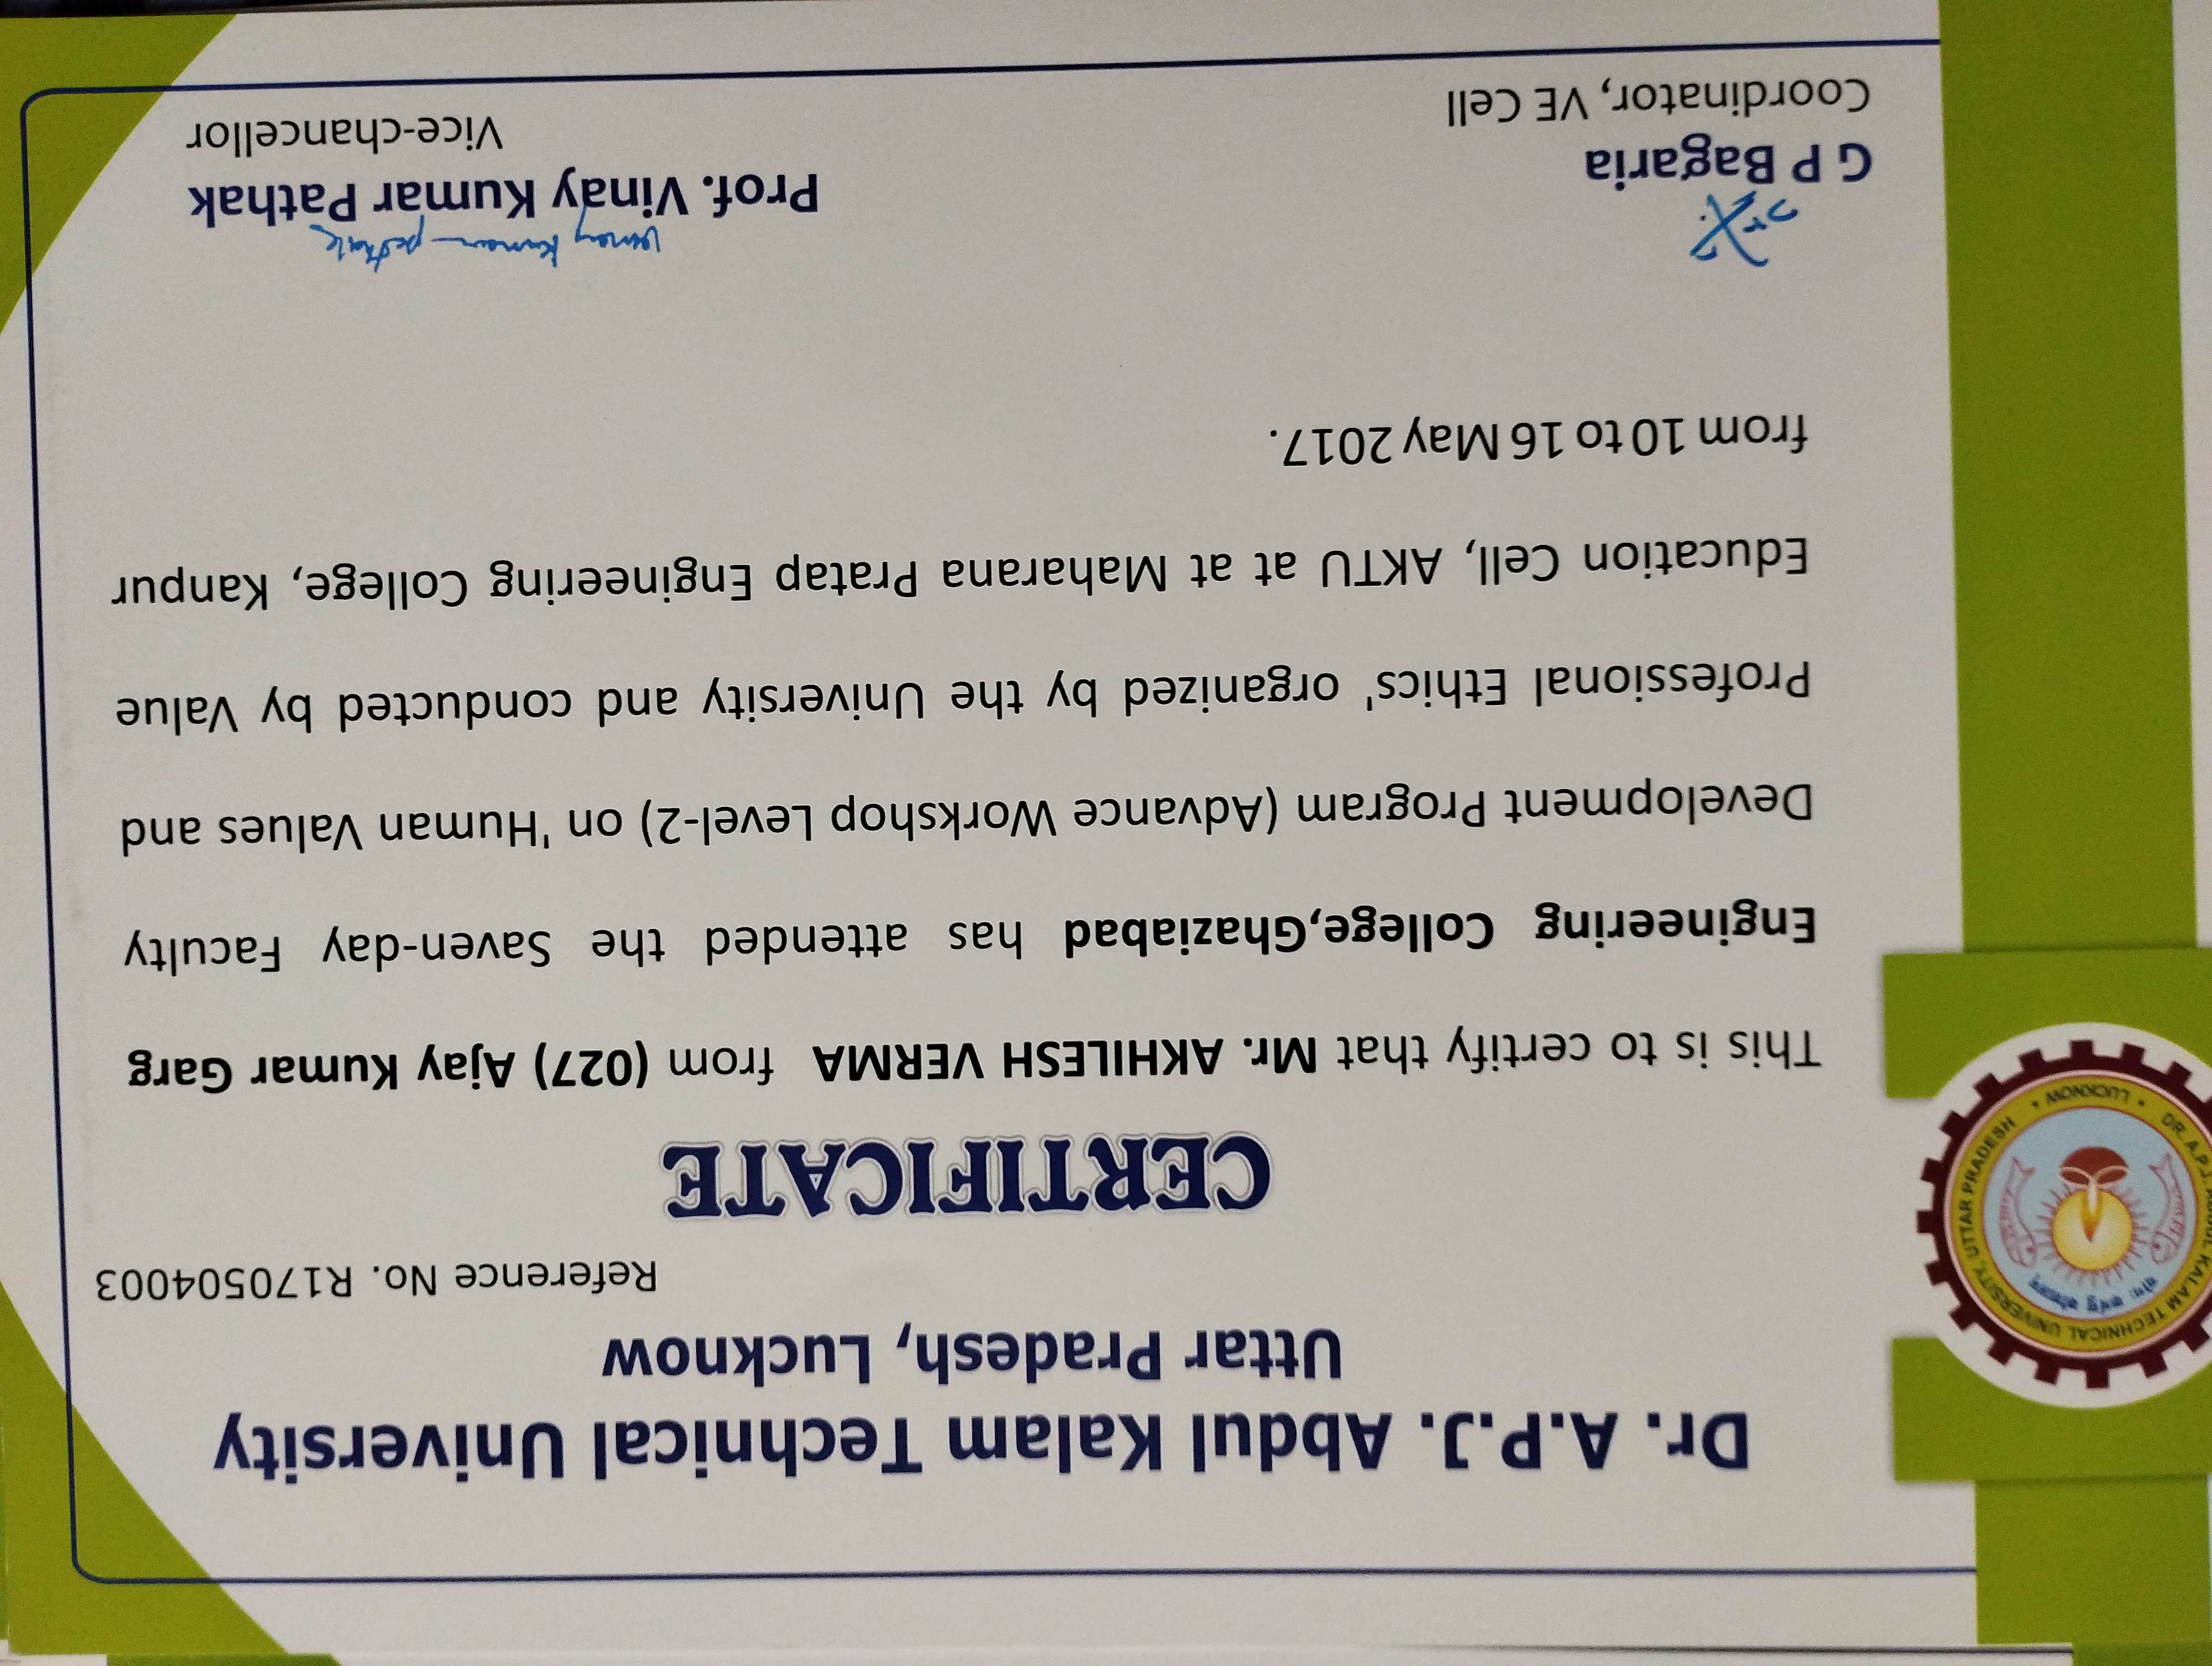 Dr. A.P.J. Abdul Kalam Technical University
Uttar Pradesh, Lucknow
Reference No. R170504003
CERTIFICATE
This is to certify that Mr. AKHILESH VERMA from (027) Ajay Kumar Garg
Engineering College,Ghaziabad has attended the Saven-day Faculty
Development Program (Advance Workshop Level-2) on 'Human Values and
Professional Ethics' organized by the University and conducted by Value
Education Cell, AKTU at at Maharana Pratap Engineering College, Kanpur
from 10 to 16 May 2017.
Vinay Kumar Pathak
G P Bagaria
Coordinator, VE Cell
Prof. Vinay Kumar Pathak
Vice-chancellor
DR. A.P.J. ABDUL KALAM TECHNICAL UNIVERSITY, UTTAR PRADESH • LUCKNOW •